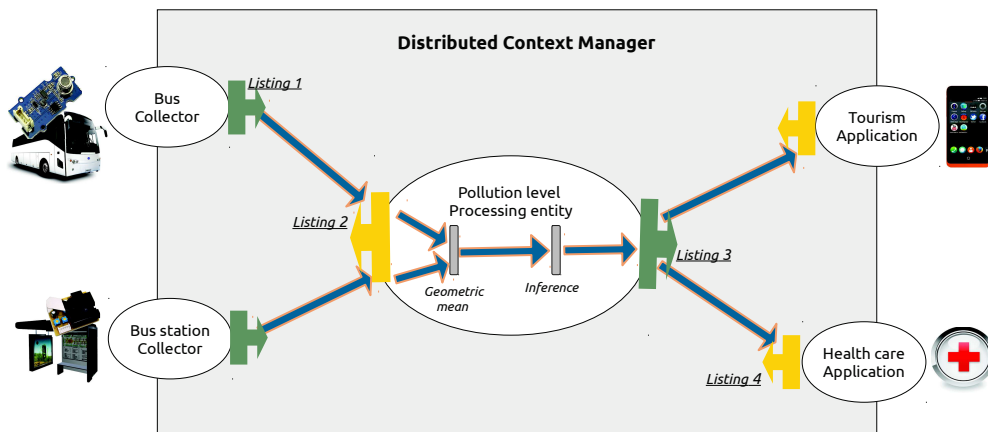 Distributed Context Manager
Listing 1
Bus
Collector
Tourism
Application
Pollution level
Processing entity
Listing 2
Listing 3
Geometric
mean
Inference
Bus station
Collector
Health care
Application
Listing 4